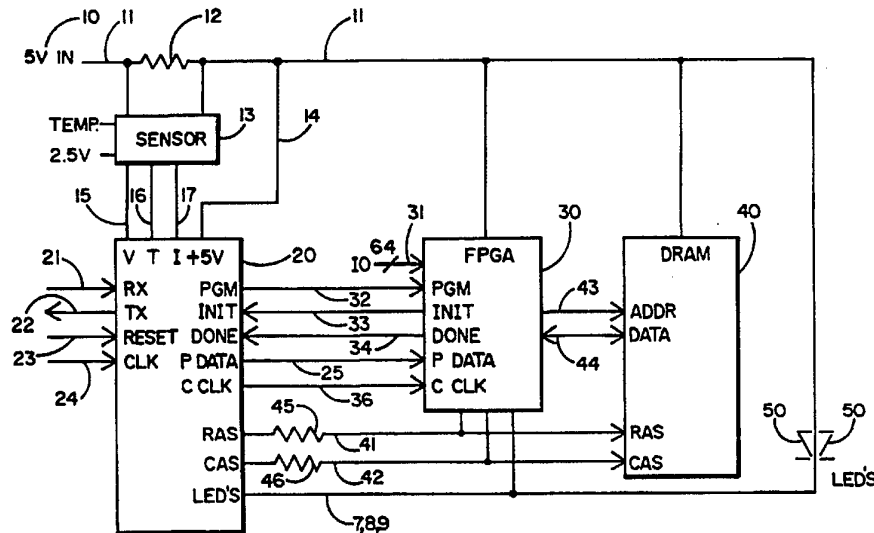 10 11 12 11
5V IN
TEMP. SENSOR 13 14
2.5V
15 16 17
V T I +5V 20
31 64 IO
FPGA 30
DRAM 40
21 RX PGM 32 PGM
22 TX INIT 33 INIT 43 ADDR
23 RESET DONE 34 DONE 44 DATA
24 CLK P DATA 25 P DATA
C CLK 36 C CLK
45 RAS 41 RAS
CAS 46 42 CAS
50 50
LED'S
LED'S
7,8,9